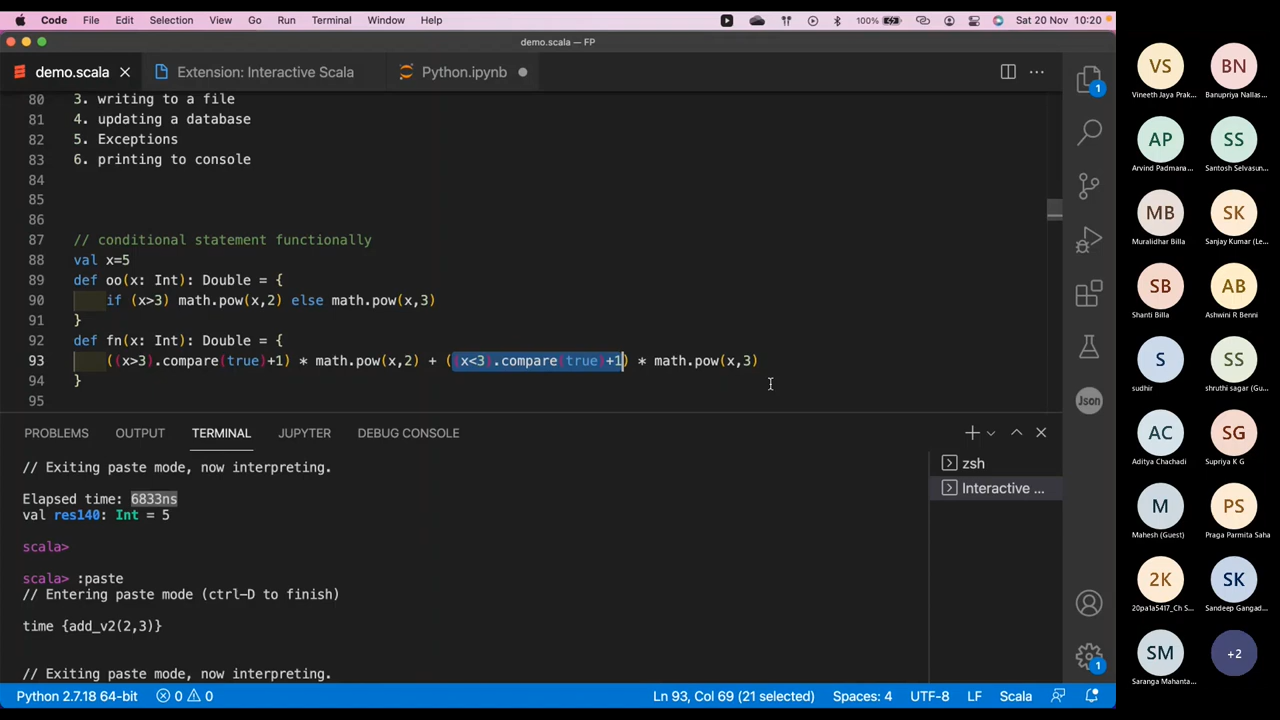 Code File Edit Selection View Go Run Terminal Window Help 100% Sat 20 Nov 10:20
demo.scala — FP
demo.scala Extension: Interactive Scala Python.ipynb
80 3. writing to a file
81 4. updating a database
82 5. Exceptions
83 6. printing to console
84
85
86
87 // conditional statement functionally
88 val x=5
89 def oo(x: Int): Double = {
90 if (x>3) math.pow(x,2) else math.pow(x,3)
91 }
92 def fn(x: Int): Double = {
93 ((x>3).compare(true)+1) * math.pow(x,2) + ((x<3).compare(true)+1) * math.pow(x,3)
94 }
95
PROBLEMS OUTPUT TERMINAL JUPYTER DEBUG CONSOLE
// Exiting paste mode, now interpreting.
Elapsed time: 6833ns
val res140: Int = 5
scala>
scala> :paste
// Entering paste mode (ctrl-D to finish)
time {add_v2(2,3)}
// Exiting paste mode, now interpreting.
zsh
Interactive ...
Python 2.7.18 64-bit 0 0 Ln 93, Col 69 (21 selected) Spaces: 4 UTF-8 LF Scala
1
Json
1
VS BN
Vineeth Jaya Prak... Banupriya Nallas...
AP SS
Arvind Padmana... Santosh Selvasun...
MB SK
Muralidhar Billa Sanjay Kumar (Le...
SB AB
Shanti Billa Ashwini R Benni
S SS
sudhir shruthi sagar (Gu...
AC SG
Aditya Chachadi Supriya K G
M PS
Mahesh (Guest) Praga Parmita Saha
2K SK
20pa1a5417_Ch S... Sandeep Gangad...
SM +2
Saranga Mahanta...